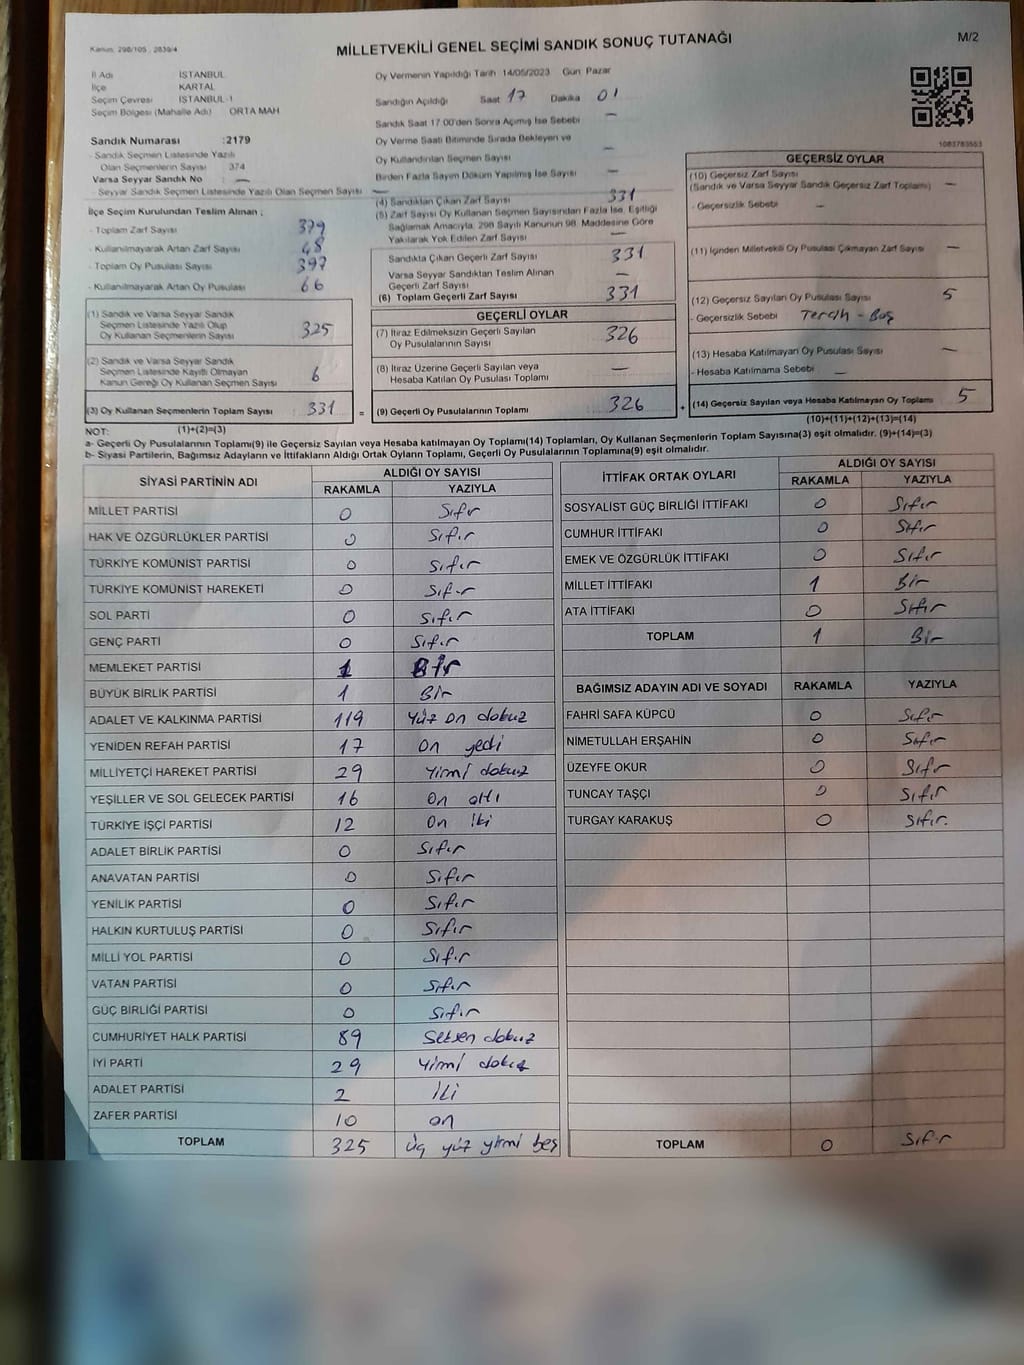 Kanun: 298/105, 2839/4
MİLLETVEKİLİ GENEL SEÇİMİ SANDIK SONUÇ TUTANAĞI
M/2
İl Adı İSTANBUL
İlçe KARTAL
Seçim Çevresi İSTANBUL-1
Seçim Bölgesi (Mahalle Adı) ORTA MAH
Sandık Numarası :2179
- Sandık Seçmen Listesinde Yazılı
Olan Seçmenlerin Sayısı 374
Varsa Seyyar Sandık No —
- Seyyar Sandık Seçmen Listesinde Yazılı Olan Seçmen Sayısı —
İlçe Seçim Kurulundan Teslim Alınan ;
- Toplam Zarf Sayısı 379
- Kullanılmayarak Artan Zarf Sayısı 48
- Toplam Oy Pusulası Sayısı 397
- Kullanılmayarak Artan Oy Pusulası 66
(1) Sandık ve Varsa Seyyar Sandık
Seçmen Listesinde Yazılı Olup
Oy Kullanan Seçmenlerin Sayısı 325
(2) Sandık ve Varsa Seyyar Sandık
Seçmen Listesinde Kayıtlı Olmayan
Kanun Gereği Oy Kullanan Seçmen Sayısı 6
(3) Oy Kullanan Seçmenlerin Toplam Sayısı 331 =
(1)+(2)=(3)
Oy Vermenin Yapıldığı Tarih 14/05/2023 Gün Pazar
Sandığın Açıldığı Saat 17 Dakika 01
Sandık Saat 17.00'den Sonra Açılmış İse Sebebi —
Oy Verme Saati Bitiminde Sırada Bekleyen ve
Oy Kullandırılan Seçmen Sayısı —
Birden Fazla Sayım Döküm Yapılmış İse Sayısı —
(4) Sandıktan Çıkan Zarf Sayısı 331
(5) Zarf Sayısı Oy Kullanan Seçmen Sayısından Fazla İse, Eşitliği
Sağlamak Amacıyla, 298 Sayılı Kanunun 98. Maddesine Göre
Yakılarak Yok Edilen Zarf Sayısı —
Sandıkta Çıkan Geçerli Zarf Sayısı 331
Varsa Seyyar Sandıktan Teslim Alınan
Geçerli Zarf Sayısı —
(6) Toplam Geçerli Zarf Sayısı 331
GEÇERLİ OYLAR
(7) İtiraz Edilmeksizin Geçerli Sayılan
Oy Pusulalarının Sayısı 326
(8) İtiraz Üzerine Geçerli Sayılan veya
Hesaba Katılan Oy Pusulası Toplamı —
(9) Geçerli Oy Pusulalarının Toplamı 326 +
1083783553
GEÇERSİZ OYLAR
(10) Geçersiz Zarf Sayısı
(Sandık ve Varsa Seyyar Sandık Geçersiz Zarf Toplamı) —
- Geçersizlik Sebebi —
(11) İçinden Milletvekili Oy Pusulası Çıkmayan Zarf Sayısı —
(12) Geçersiz Sayılan Oy Pusulası Sayısı 5
- Geçersizlik Sebebi Tercih - Boş
(13) Hesaba Katılmayan Oy Pusulası Sayısı —
- Hesaba Katılmama Sebebi —
(14) Geçersiz Sayılan veya Hesaba Katılmayan Oy Toplamı 5
(10)+(11)+(12)+(13)=(14)
NOT:
a- Geçerli Oy Pusulalarının Toplamı(9) ile Geçersiz Sayılan veya Hesaba katılmayan Oy Toplamı(14) Toplamları, Oy Kullanan Seçmenlerin Toplam Sayısına(3) eşit olmalıdır. (9)+(14)=(3)
b- Siyasi Partilerin, Bağımsız Adayların ve İttifakların Aldığı Ortak Oyların Toplamı, Geçerli Oy Pusulalarının Toplamına(9) eşit olmalıdır.
SİYASİ PARTİNİN ADI ALDIĞI OY SAYISI
RAKAMLA YAZIYLA
MİLLET PARTİSİ 0 Sıfır
HAK VE ÖZGÜRLÜKLER PARTİSİ 0 Sıfır
TÜRKİYE KOMÜNİST PARTİSİ 0 Sıfır
TÜRKİYE KOMÜNİST HAREKETİ 0 Sıfır
SOL PARTİ 0 Sıfır
GENÇ PARTİ 0 Sıfır
MEMLEKET PARTİSİ 1 Bir
BÜYÜK BİRLİK PARTİSİ 1 Bir
ADALET VE KALKINMA PARTİSİ 119 Yüz on dokuz
YENİDEN REFAH PARTİSİ 17 On yedi
MİLLİYETÇİ HAREKET PARTİSİ 29 Yirmi dokuz
YEŞİLLER VE SOL GELECEK PARTİSİ 16 On altı
TÜRKİYE İŞÇİ PARTİSİ 12 On iki
ADALET BİRLİK PARTİSİ 0 Sıfır
ANAVATAN PARTİSİ 0 Sıfır
YENİLİK PARTİSİ 0 Sıfır
HALKIN KURTULUŞ PARTİSİ 0 Sıfır
MİLLİ YOL PARTİSİ 0 Sıfır
VATAN PARTİSİ 0 Sıfır
GÜÇ BİRLİĞİ PARTİSİ 0 Sıfır
CUMHURİYET HALK PARTİSİ 89 Seksen dokuz
İYİ PARTİ 29 Yirmi dokuz
ADALET PARTİSİ 2 İki
ZAFER PARTİSİ 10 on
TOPLAM 325 üç yüz yirmi beş
İTTİFAK ORTAK OYLARI ALDIĞI OY SAYISI
RAKAMLA YAZIYLA
SOSYALİST GÜÇ BİRLİĞİ İTTİFAKI 0 Sıfır
CUMHUR İTTİFAKI 0 Sıfır
EMEK VE ÖZGÜRLÜK İTTİFAKI 0 Sıfır
MİLLET İTTİFAKI 1 Bir
ATA İTTİFAKI 0 Sıfır
TOPLAM 1 Bir
BAĞIMSIZ ADAYIN ADI VE SOYADI RAKAMLA YAZIYLA
FAHRİ SAFA KÜPCÜ 0 Sıfır
NİMETULLAH ERŞAHİN 0 Sıfır
ÜZEYFE OKUR 0 Sıfır
TUNCAY TAŞÇI 0 Sıfır
TURGAY KARAKUŞ 0 Sıfır.
TOPLAM 0 Sıfır